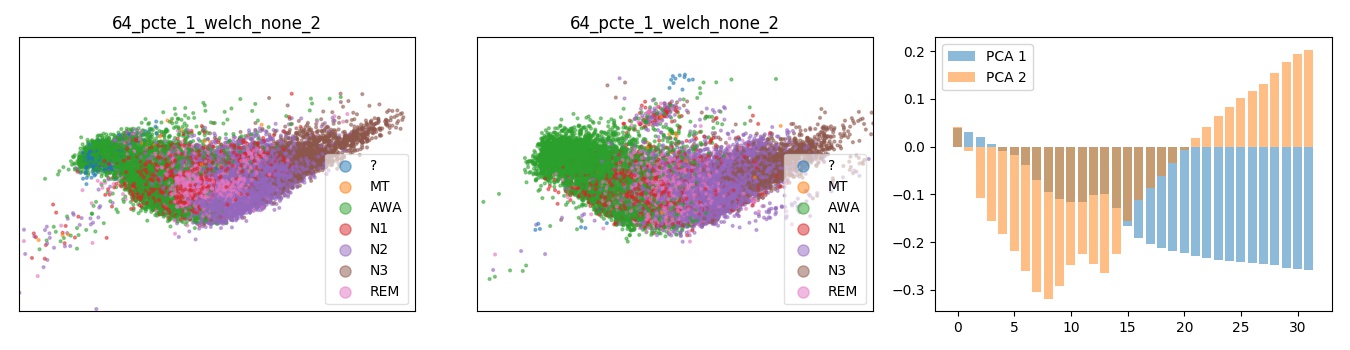 64_pcte_1_welch_none_2
?
MT
AWA
N1
N2
N3
REM
64_pcte_1_welch_none_2
?
MT
AWA
N1
N2
N3
REM
PCA 1
PCA 2
0.2
0.1
0.0
−0.1
−0.2
−0.3
0 5 10 15 20 25 30